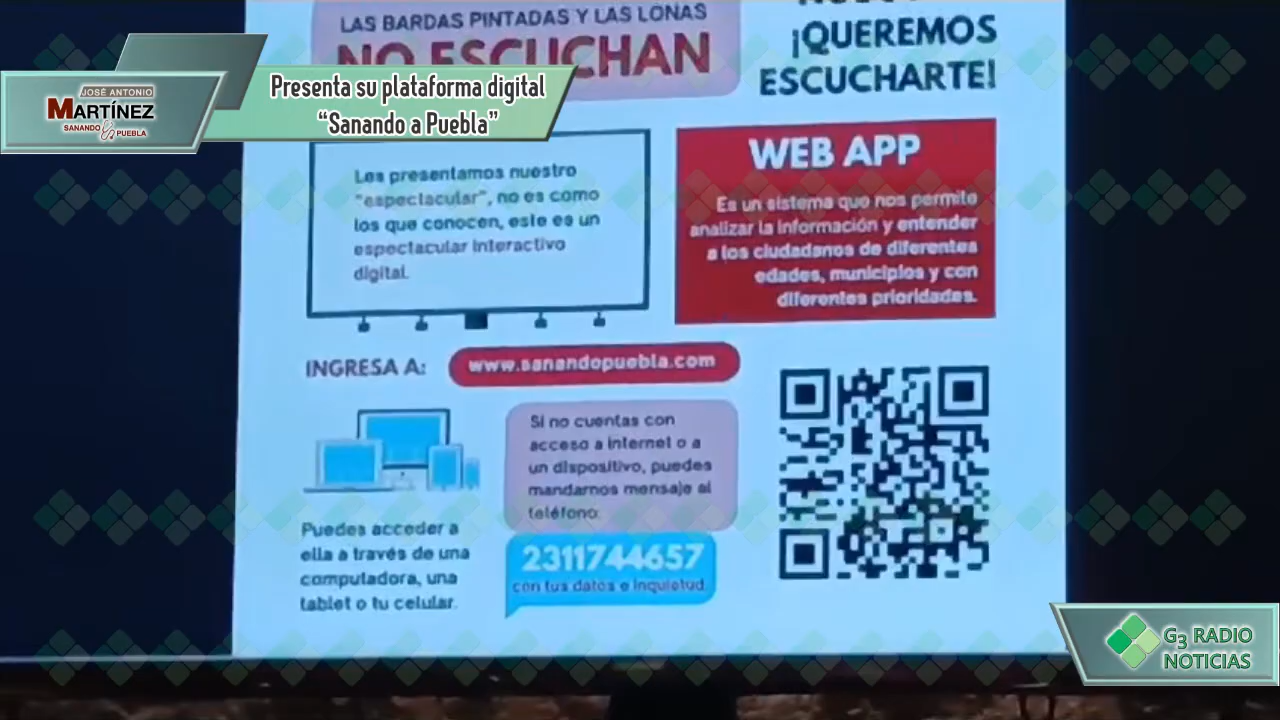 LAS BARDAS PINTADAS Y LAS LONAS
NO ESCUCHAN
¡QUEREMOS
ESCUCHARTE!
JOSÉ ANTONIO
MARTÍNEZ
SANANDO PUEBLA
Presenta su plataforma digital
“Sanando a Puebla”
Les presentamos nuestro
"espectacular", no es como
los que conocen, este es un
espectacular interactivo
digital.
WEB APP
Es un sistema que nos permite
analizar la información y entender
a los ciudadanos de diferentes
edades, municipios y con
diferentes prioridades.
INGRESA A:
www.sanandopuebla.com
Si no cuentas con
acceso a internet o a
un dispositivo, puedes
mandarnos mensaje al
teléfono:
2311744657
con tus datos e inquietud.
Puedes acceder a
ella a través de una
computadora, una
tablet o tu celular.
G3 RADIO
NOTICIAS